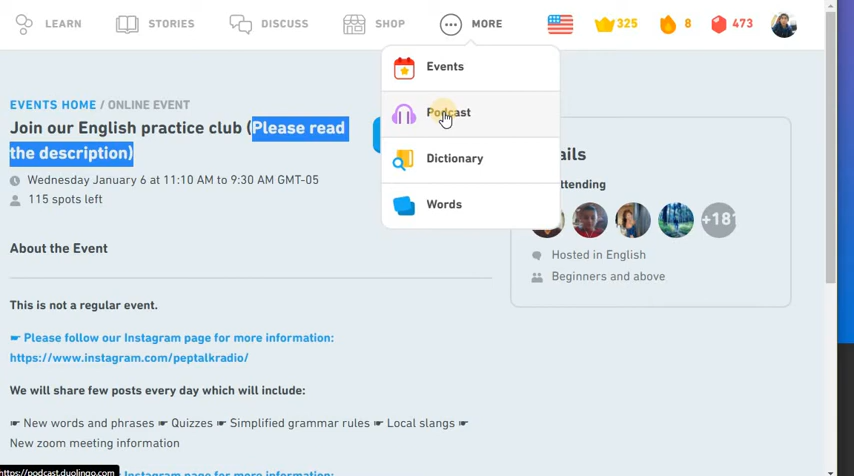 LEARN STORIES DISCUSS SHOP MORE 325 8 473
Events
Podcast
Dictionary
Words
EVENTS HOME / ONLINE EVENT
Join our English practice club (Please read
the description)
Wednesday January 6 at 11:10 AM to 9:30 AM GMT-05
115 spots left
About the Event
This is not a regular event.
☛ Please follow our Instagram page for more information:
https://www.instagram.com/peptalkradio/
We will share few posts every day which will include:
☛ New words and phrases ☛ Quizzes ☛ Simplified grammar rules ☛ Local slangs ☛
New zoom meeting information
ails
ttending
+181
Hosted in English
Beginners and above
https://podcast.duolingo.com
Instagram page for more information: